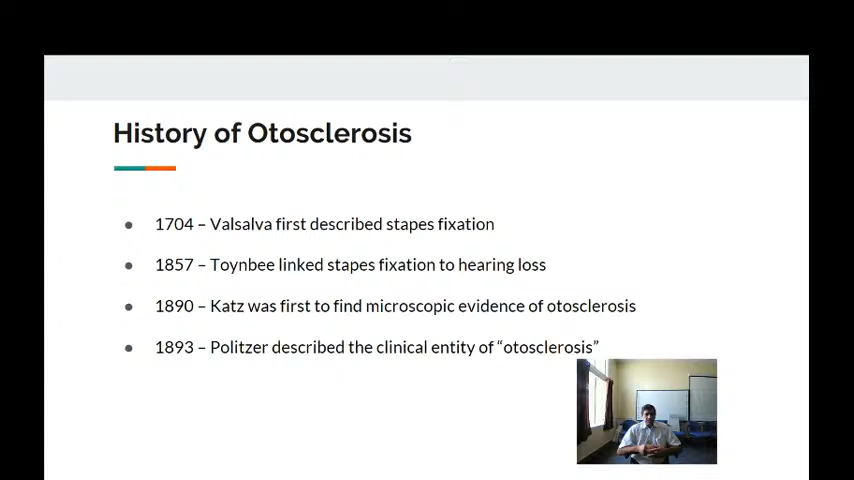 History of Otosclerosis
● 1704 – Valsalva first described stapes fixation
● 1857 – Toynbee linked stapes fixation to hearing loss
● 1890 – Katz was first to find microscopic evidence of otosclerosis
● 1893 – Politzer described the clinical entity of “otosclerosis”